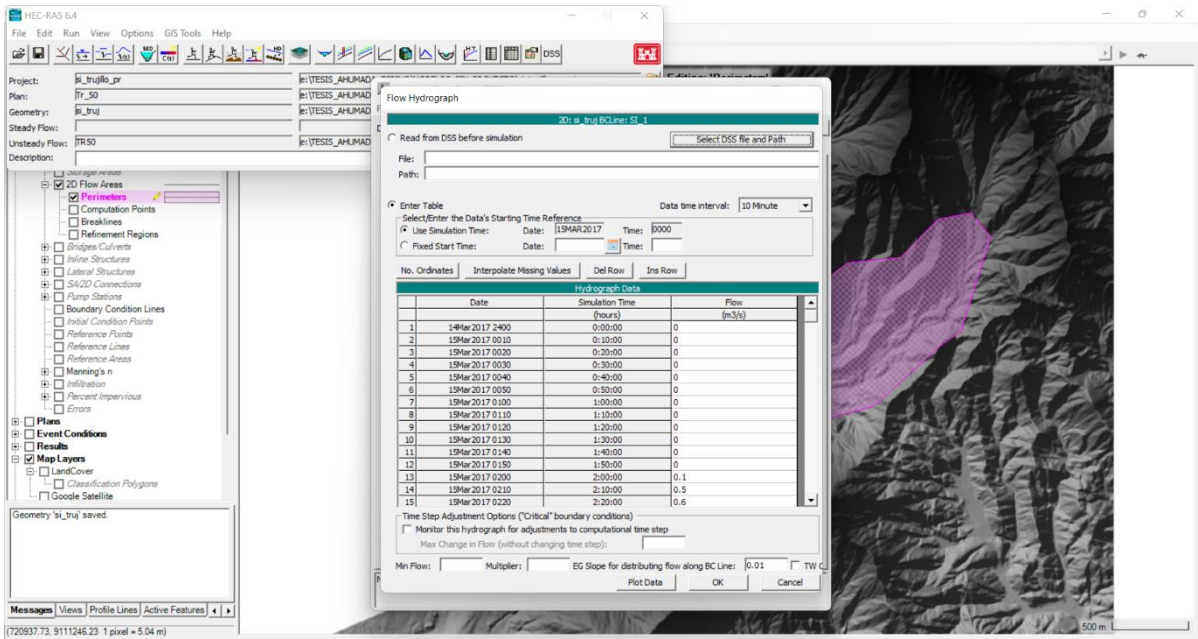 HEC-RAS 6.4
File Edit Run View Options GIS Tools Help
DSS
Project: si_trujillo_pr
Plan: Tr_50 e:\TESIS_AHUMAD
Geometry: si_truj e:\TESIS_AHUMAD
Steady Flow:
Unsteady Flow: TR50 e:\TESIS_AHUMAD
Description:
Storage Areas
2D Flow Areas
Perimeters
Computation Points
Breaklines
Refinement Regions
Bridges/Culverts
Inline Structures
Lateral Structures
SA/2D Connections
Pump Stations
Boundary Condition Lines
Initial Condition Points
Reference Points
Reference Lines
Reference Areas
Manning's n
Infiltration
Percent Impervious
Errors
Plans
Event Conditions
Results
Map Layers
LandCover
Classification Polygons
Google Satellite
Geometry 'si_truj' saved.
Messages Views Profile Lines Active Features
(720937.73, 9111246.23 1 pixel = 5.04 m)
Flow Hydrograph
2D: si_truj BCLine: SI_1
Read from DSS before simulation Select DSS file and Path
File:
Path:
Enter Table Data time interval: 10 Minute
Select/Enter the Data's Starting Time Reference
Use Simulation Time: Date: 15MAR2017 Time: 0000
Fixed Start Time: Date: Time:
No. Ordinates Interpolate Missing Values Del Row Ins Row
Hydrograph Data
Date Simulation Time Flow
(hours) (m3/s)
1 14Mar2017 2400 0:00:00 0
2 15Mar2017 0010 0:10:00 0
3 15Mar2017 0020 0:20:00 0
4 15Mar2017 0030 0:30:00 0
5 15Mar2017 0040 0:40:00 0
6 15Mar2017 0050 0:50:00 0
7 15Mar2017 0100 1:00:00 0
8 15Mar2017 0110 1:10:00 0
9 15Mar2017 0120 1:20:00 0
10 15Mar2017 0130 1:30:00 0
11 15Mar2017 0140 1:40:00 0
12 15Mar2017 0150 1:50:00 0
13 15Mar2017 0200 2:00:00 0.1
14 15Mar2017 0210 2:10:00 0.5
15 15Mar2017 0220 2:20:00 0.6
Time Step Adjustment Options ("Critical" boundary conditions)
Monitor this hydrograph for adjustments to computational time step
Max Change in Flow (without changing time step):
Min Flow: Multiplier: EG Slope for distributing flow along BC Line: 0.01 TW C
Plot Data OK Cancel
500 m